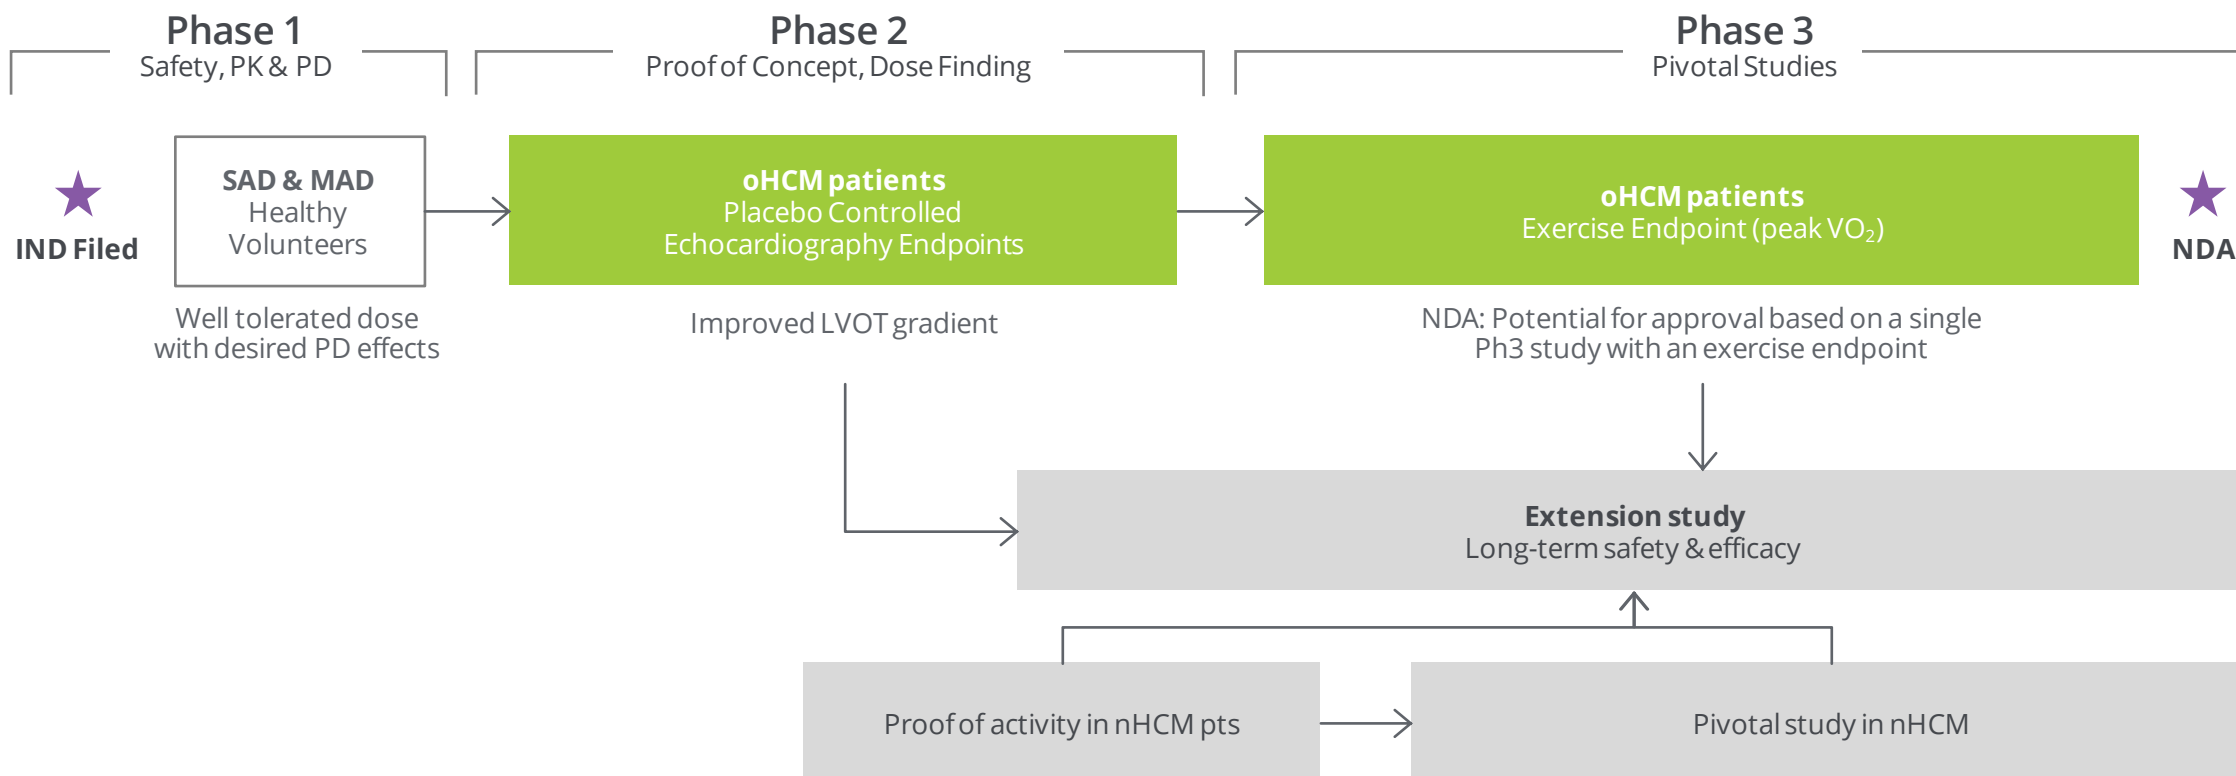 Phase 1
Safety, PK & PD
Phase 2
Proof of Concept, Dose Finding
Phase 3
Pivotal Studies
IND Filed
SAD & MAD
Healthy
Volunteers
Well tolerated dose
with desired PD effects
oHCM patients
Placebo Controlled
Echocardiography Endpoints
Improved LVOT gradient
oHCM patients
Exercise Endpoint (peak VO₂)
NDA: Potential for approval based on a single
Ph3 study with an exercise endpoint
NDA
Extension study
Long-term safety & efficacy
Proof of activity in nHCM pts
Pivotal study in nHCM